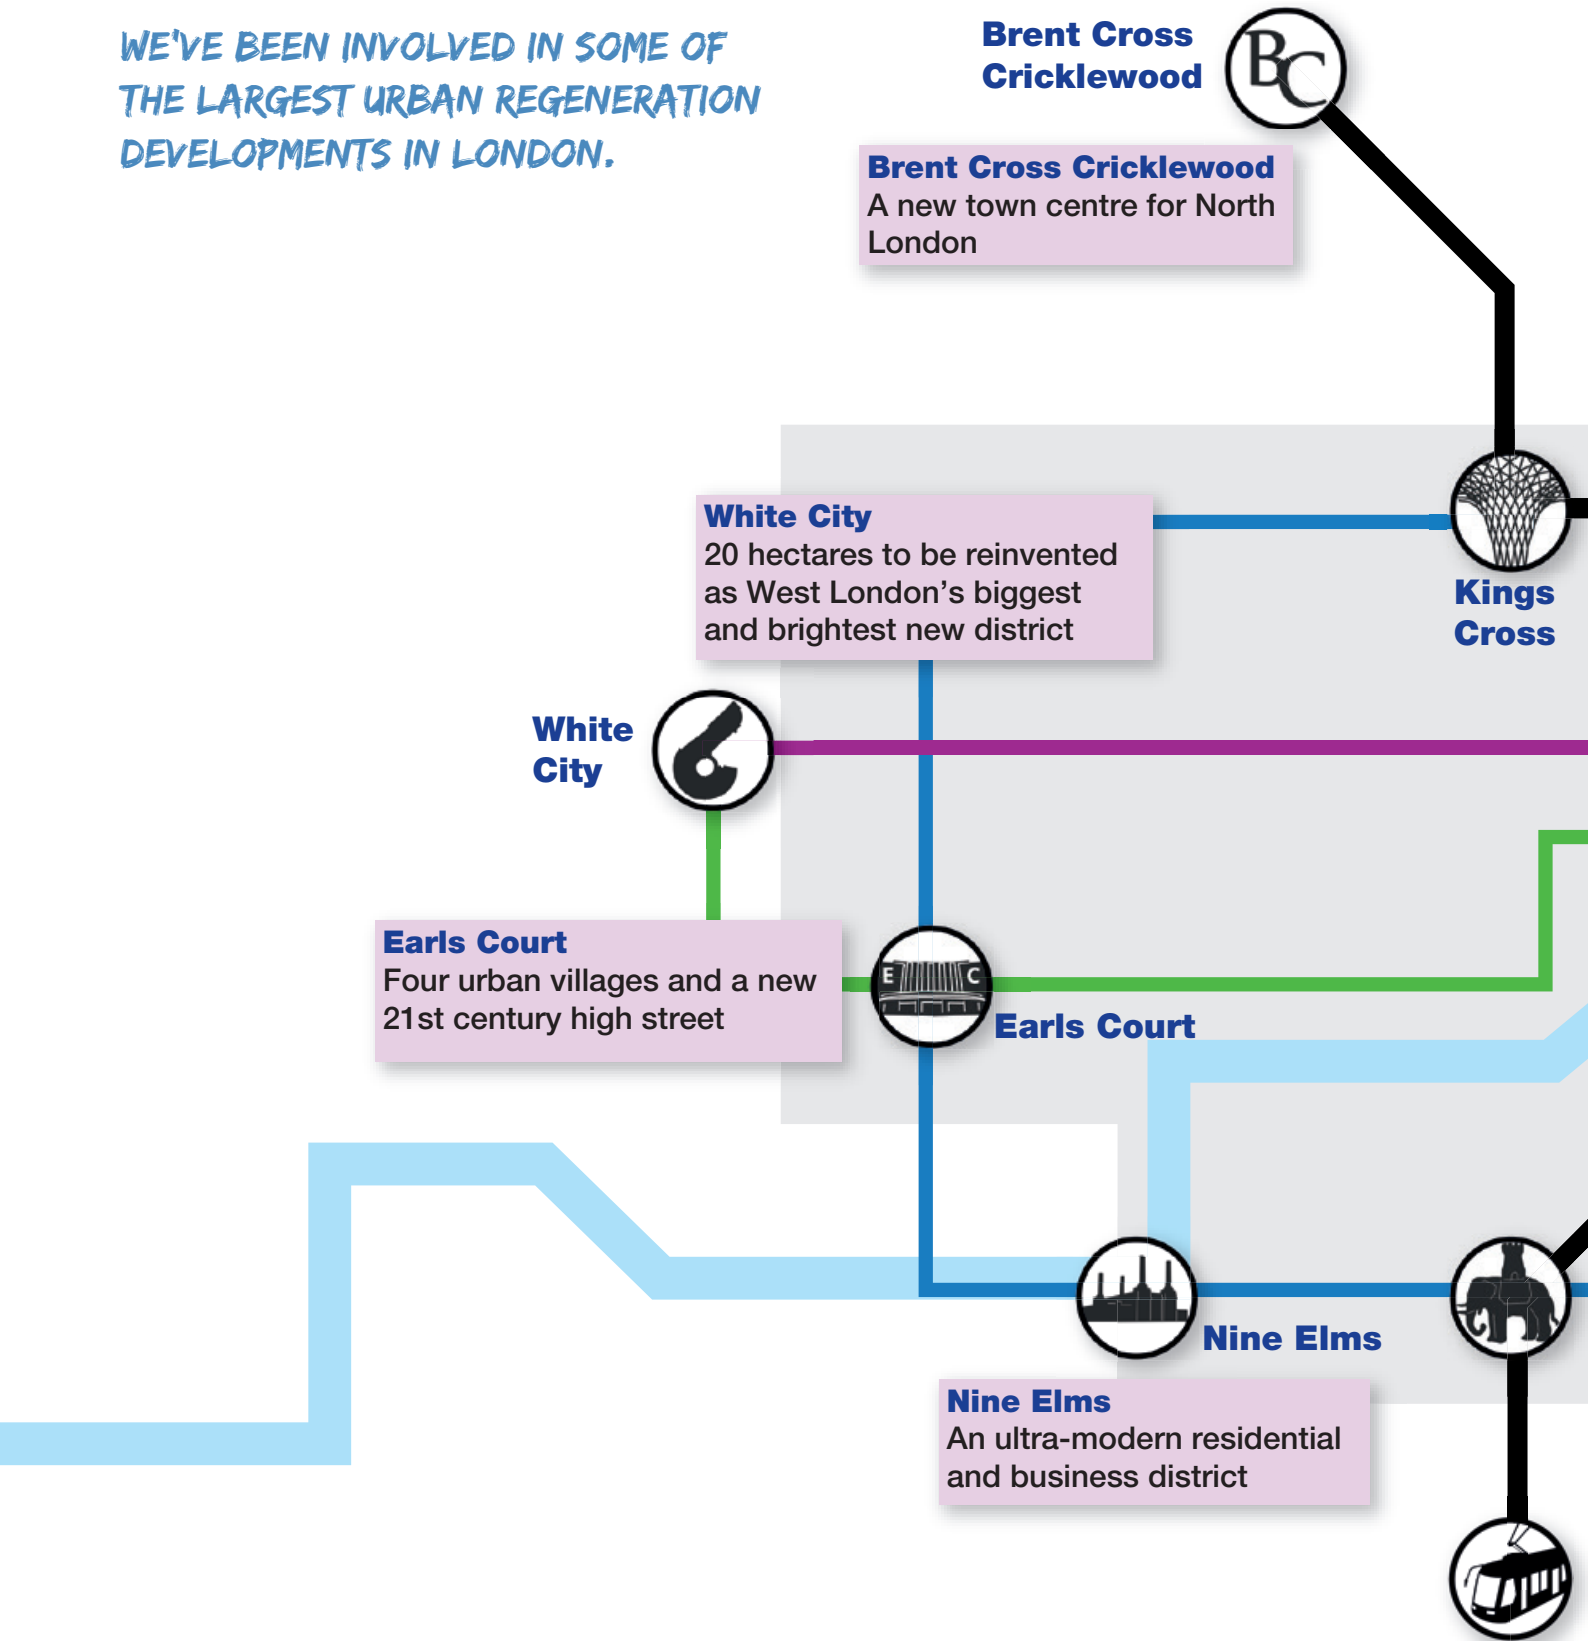 WE'VE BEEN INVOLVED IN SOME OF
THE LARGEST URBAN REGENERATION
DEVELOPMENTS IN LONDON.
Brent Cross
Cricklewood
BC
Brent Cross Cricklewood
A new town centre for North
London
White City
20 hectares to be reinvented
as West London’s biggest
and brightest new district
Kings
Cross
White
City
Earls Court
Four urban villages and a new
21st century high street
E C
Earls Court
Nine Elms
Nine Elms
An ultra-modern residential
and business district